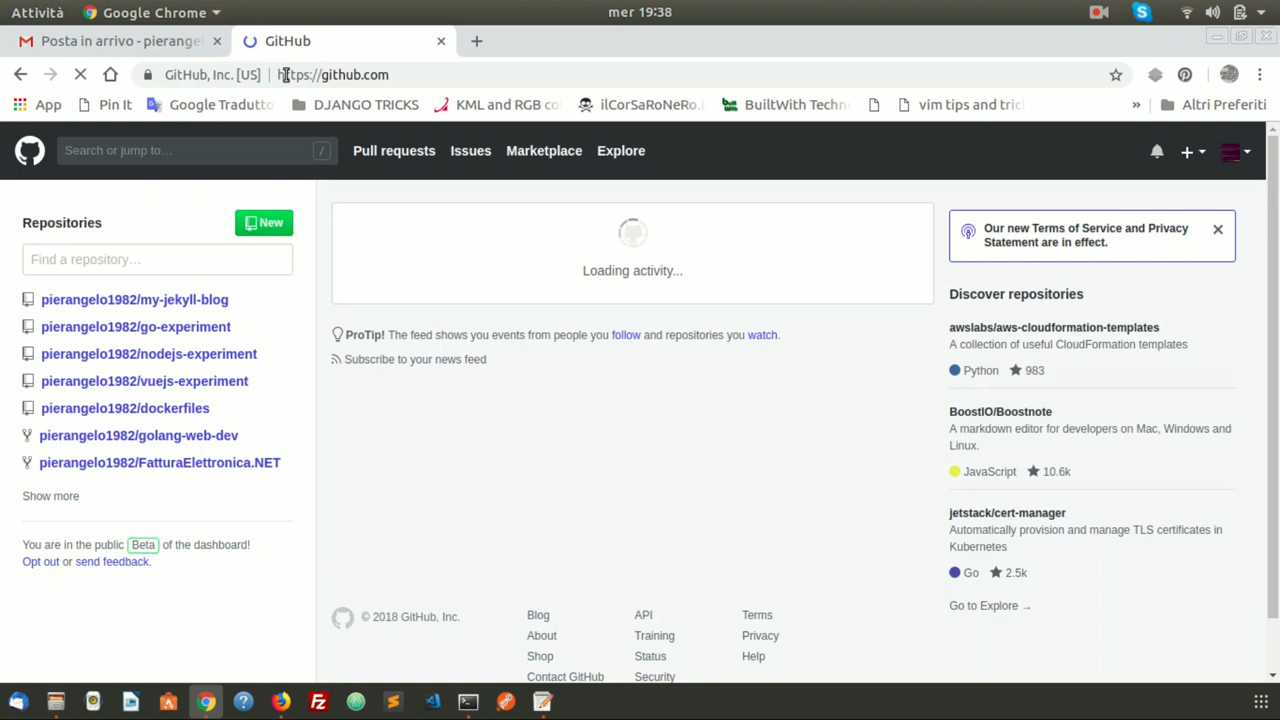 Attività
Google Chrome
mer 19:38
Posta in arrivo - pierange
GitHub
GitHub, Inc. [US]
https://github.com
App
Pin It
Google Tradutto
DJANGO TRICKS
KML and RGB co
ilCorSaRoNeRo.i
BuiltWith Techn
vim tips and tric
»
Altri Preferiti
Search or jump to…
/
Pull requests
Issues
Marketplace
Explore
Repositories
New
Find a repository…
pierangelo1982/my-jekyll-blog
pierangelo1982/go-experiment
pierangelo1982/nodejs-experiment
pierangelo1982/vuejs-experiment
pierangelo1982/dockerfiles
pierangelo1982/golang-web-dev
pierangelo1982/FatturaElettronica.NET
Show more
You are in the public Beta of the dashboard!
Opt out or send feedback.
Loading activity...
ProTip! The feed shows you events from people you follow and repositories you watch.
Subscribe to your news feed
Our new Terms of Service and Privacy
Statement are in effect.
Discover repositories
awslabs/aws-cloudformation-templates
A collection of useful CloudFormation templates
Python 983
BoostIO/Boostnote
A markdown editor for developers on Mac, Windows and
Linux.
JavaScript 10.6k
jetstack/cert-manager
Automatically provision and manage TLS certificates in
Kubernetes
Go 2.5k
Go to Explore →
© 2018 GitHub, Inc.
Blog
About
Shop
Contact GitHub
API
Training
Status
Security
Terms
Privacy
Help